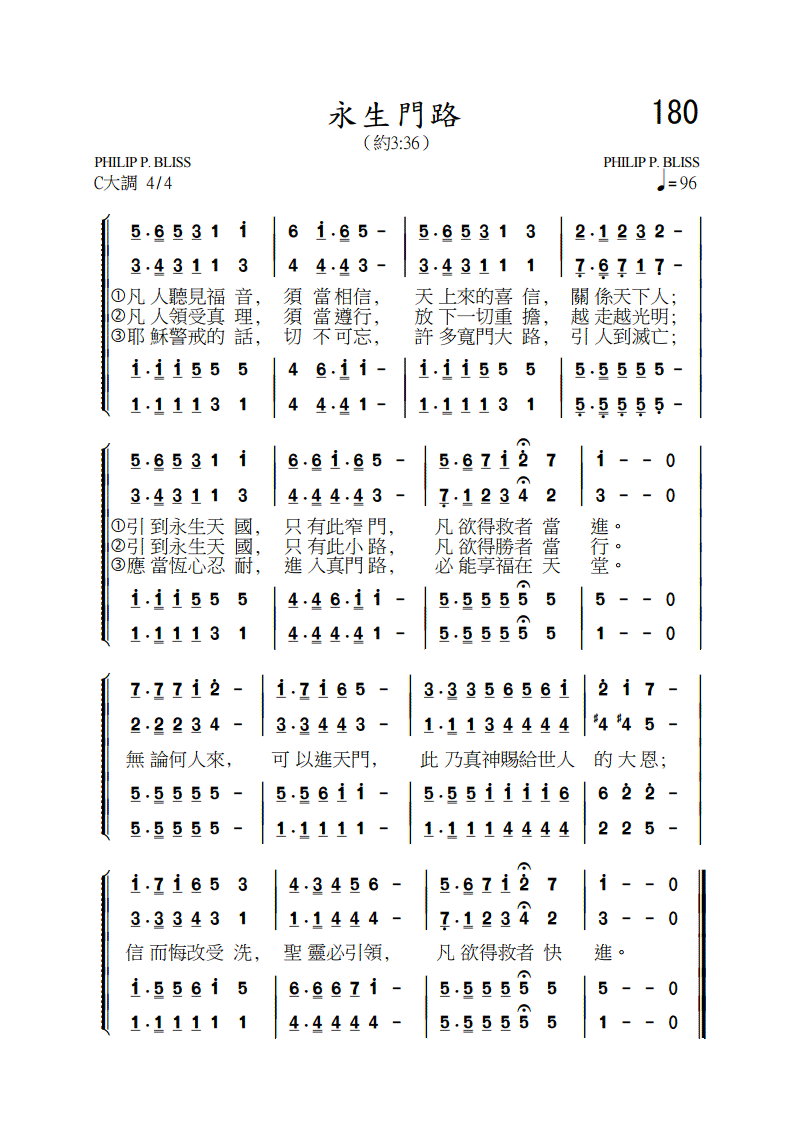 永生門路
180
（約3:36）
PHILIP P. BLISS
PHILIP P. BLISS
C大調 4/4
♩=96
5·6 5 3 1 i̇ | 6 i̇·6 5 - | 5·6 5 3 1 3 | 2·1 2 3 2 -
3·4 3 1 1 3 | 4 4·4 3 - | 3·4 3 1 1 1 | 7̣·6̣ 7̣ 1 7̣ -
①凡人聽見福音， 須當相信， 天上來的喜信， 關係天下人；
②凡人領受真理， 須當遵行， 放下一切重擔， 越走越光明；
③耶穌警戒的話， 切不可忘， 許多寬門大路， 引人到滅亡；
i̇·i̇ i̇ 5 5 5 | 4 6·i̇ i̇ - | i̇·i̇ i̇ 5 5 5 | 5·5 5 5 5 -
1·1 1 1 3 1 | 4 4·4 1 - | 1·1 1 1 3 1 | 5̣·5̣ 5̣ 5̣ 5̣ -
5·6 5 3 1 i̇ | 6·6 i̇·6 5 - | 5·6 7 i̇ 2̇ 7 | i̇ - - 0
3·4 3 1 1 3 | 4·4 4·4 3 - | 7̣·1 2 3 4 2 | 3 - - 0
①引到永生天國， 只有此窄門， 凡欲得救者當進。
②引到永生天國， 只有此小路， 凡欲得勝者當行。
③應當恆心忍耐， 進入真門路， 必能享福在天堂。
i̇·i̇ i̇ 5 5 5 | 4·4 6·i̇ i̇ - | 5·5 5 5 5 5 | 5 - - 0
1·1 1 1 3 1 | 4·4 4·4 1 - | 5·5 5 5 5 5 | 1 - - 0
7·7 7 i̇ 2̇ - | i̇·7 i̇ 6 5 - | 3·3 3 5 6 5 6 i̇ | 2̇ i̇ 7 -
2·2 2 3 4 - | 3·3 4 4 3 - | 1·1 1 3 4 4 4 4 | ♯4 ♯4 5 -
無論何人來， 可以進天門， 此乃真神賜給世人的大恩；
5·5 5 5 5 - | 5·5 6 i̇ i̇ - | 5·5 5 i̇ i̇ i̇ i̇ 6 | 6 2̇ 2̇ -
5·5 5 5 5 - | 1·1 1 1 1 - | 1·1 1 1 4 4 4 4 | 2 2 5 -
i̇·7 i̇ 6 5 3 | 4·3 4 5 6 - | 5·6 7 i̇ 2̇ 7 | i̇ - - 0
3·3 3 4 3 1 | 1·1 4 4 4 - | 7̣·1 2 3 4 2 | 3 - - 0
信而悔改受洗， 聖靈必引領， 凡欲得救者快進。
i̇·5 5 6 i̇ 5 | 6·6 6 7 i̇ - | 5·5 5 5 5 5 | 5 - - 0
1·1 1 1 1 1 | 4·4 4 4 4 - | 5·5 5 5 5 5 | 1 - - 0